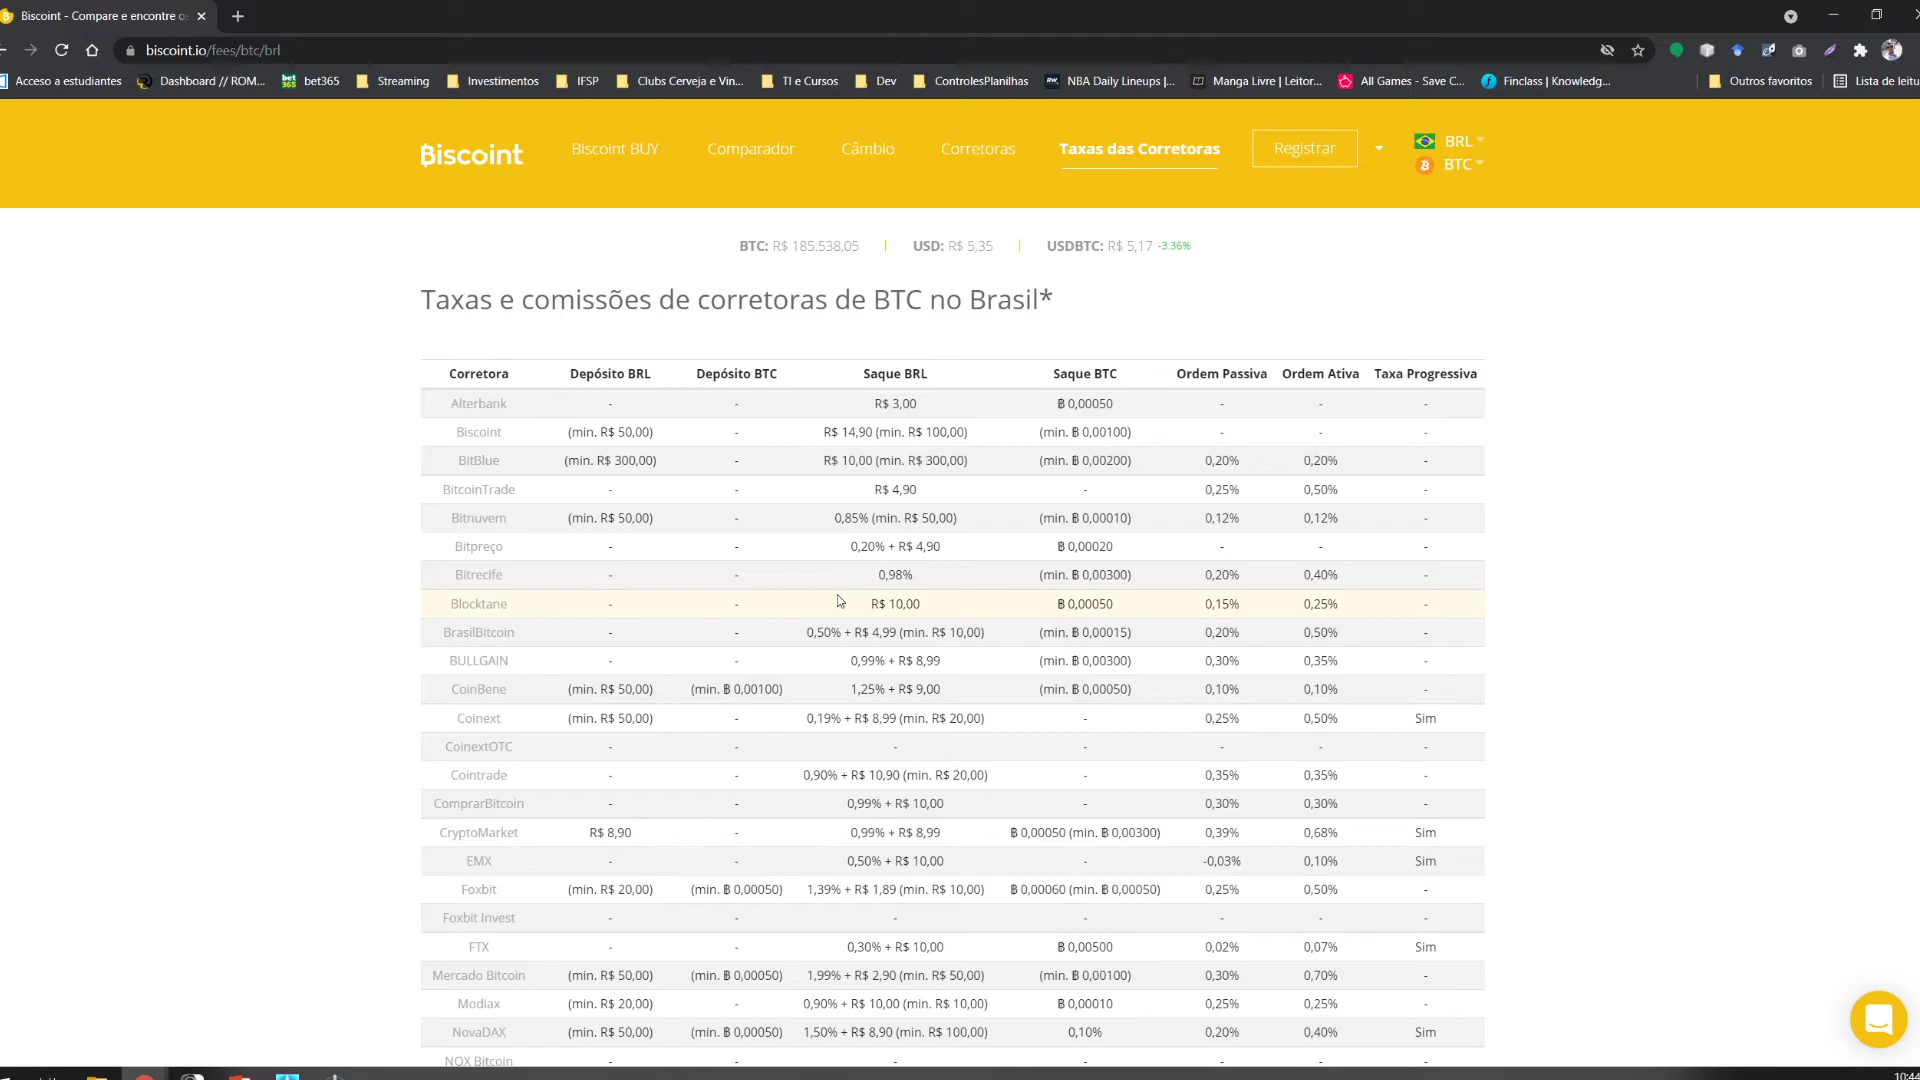 Biscoint - Compare e encontre o
biscoint.io/fees/btc/brl
Acceso a estudiantes Dashboard // ROM... bet365 bet365 Streaming Investimentos IFSP Clubs Cerveja e Vin... TI e Cursos Dev ControlesPlanilhas RW. NBA Daily Lineups |... Manga Livre | Leitor... All Games - Save C... Finclass | Knowledg... Outros favoritos Lista de leitu
Biscoint Biscoint BUY Comparador Câmbio Corretoras Taxas das Corretoras Registrar BRL
BTC
BTC: R$ 185.538,05 USD: R$ 5,35 USDBTC: R$ 5,17 -3.36%
Taxas e comissões de corretoras de BTC no Brasil*
Corretora Depósito BRL Depósito BTC Saque BRL Saque BTC Ordem Passiva Ordem Ativa Taxa Progressiva
Alterbank - - R$ 3,00 Ƀ 0,00050 - - -
Biscoint (min. R$ 50,00) - R$ 14,90 (min. R$ 100,00) (min. Ƀ 0,00100) - - -
BitBlue (min. R$ 300,00) - R$ 10,00 (min. R$ 300,00) (min. Ƀ 0,00200) 0,20% 0,20% -
BitcoinTrade - - R$ 4,90 - 0,25% 0,50% -
Bitnuvem (min. R$ 50,00) - 0,85% (min. R$ 50,00) (min. Ƀ 0,00010) 0,12% 0,12% -
Bitpreço - - 0,20% + R$ 4,90 Ƀ 0,00020 - - -
Bitrecife - - 0,98% (min. Ƀ 0,00300) 0,20% 0,40% -
Blocktane - - R$ 10,00 Ƀ 0,00050 0,15% 0,25% -
BrasilBitcoin - - 0,50% + R$ 4,99 (min. R$ 10,00) (min. Ƀ 0,00015) 0,20% 0,50% -
BULLGAIN - - 0,99% + R$ 8,99 (min. Ƀ 0,00300) 0,30% 0,35% -
CoinBene (min. R$ 50,00) (min. Ƀ 0,00100) 1,25% + R$ 9,00 (min. Ƀ 0,00050) 0,10% 0,10% -
Coinext (min. R$ 50,00) - 0,19% + R$ 8,99 (min. R$ 20,00) - 0,25% 0,50% Sim
CoinextOTC - - - - - - -
Cointrade - - 0,90% + R$ 10,90 (min. R$ 20,00) - 0,35% 0,35% -
ComprarBitcoin - - 0,99% + R$ 10,00 - 0,30% 0,30% -
CryptoMarket R$ 8,90 - 0,99% + R$ 8,99 Ƀ 0,00050 (min. Ƀ 0,00300) 0,39% 0,68% Sim
EMX - - 0,50% + R$ 10,00 - -0,03% 0,10% Sim
Foxbit (min. R$ 20,00) (min. Ƀ 0,00050) 1,39% + R$ 1,89 (min. R$ 10,00) Ƀ 0,00060 (min. Ƀ 0,00050) 0,25% 0,50% -
Foxbit Invest - - - - - - -
FTX - - 0,30% + R$ 10,00 Ƀ 0,00500 0,02% 0,07% Sim
Mercado Bitcoin (min. R$ 50,00) (min. Ƀ 0,00050) 1,99% + R$ 2,90 (min. R$ 50,00) (min. Ƀ 0,00100) 0,30% 0,70% -
Modiax (min. R$ 20,00) - 0,90% + R$ 10,00 (min. R$ 10,00) Ƀ 0,00010 0,25% 0,25% -
NovaDAX (min. R$ 50,00) (min. Ƀ 0,00050) 1,50% + R$ 8,90 (min. R$ 100,00) 0,10% 0,20% 0,40% Sim
NOX Bitcoin - - - - - - -
10:44